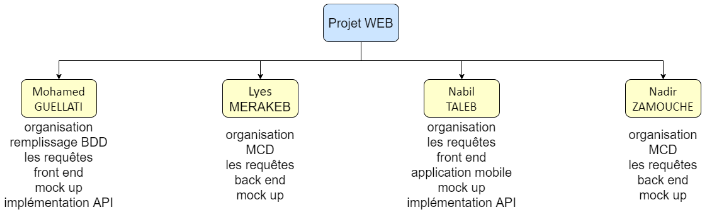 Projet WEB
Mohamed
GUELLATI
organisation
remplissage BDD
les requêtes
front end
mock up
implémentation API
Lyes
MERAKEB
organisation
MCD
les requêtes
back end
mock up
Nabil
TALEB
organisation
les requêtes
front end
application mobile
mock up
implémentation API
Nadir
ZAMOUCHE
organisation
MCD
les requêtes
back end
mock up